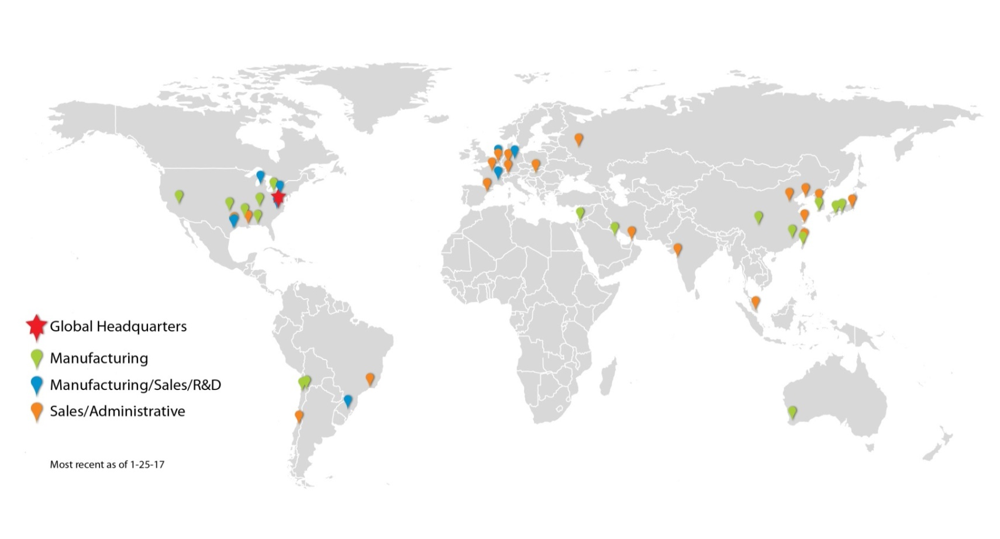 Global Headquarters
Manufacturing
Manufacturing/Sales/R&D
Sales/Administrative
Most recent as of 1-25-17